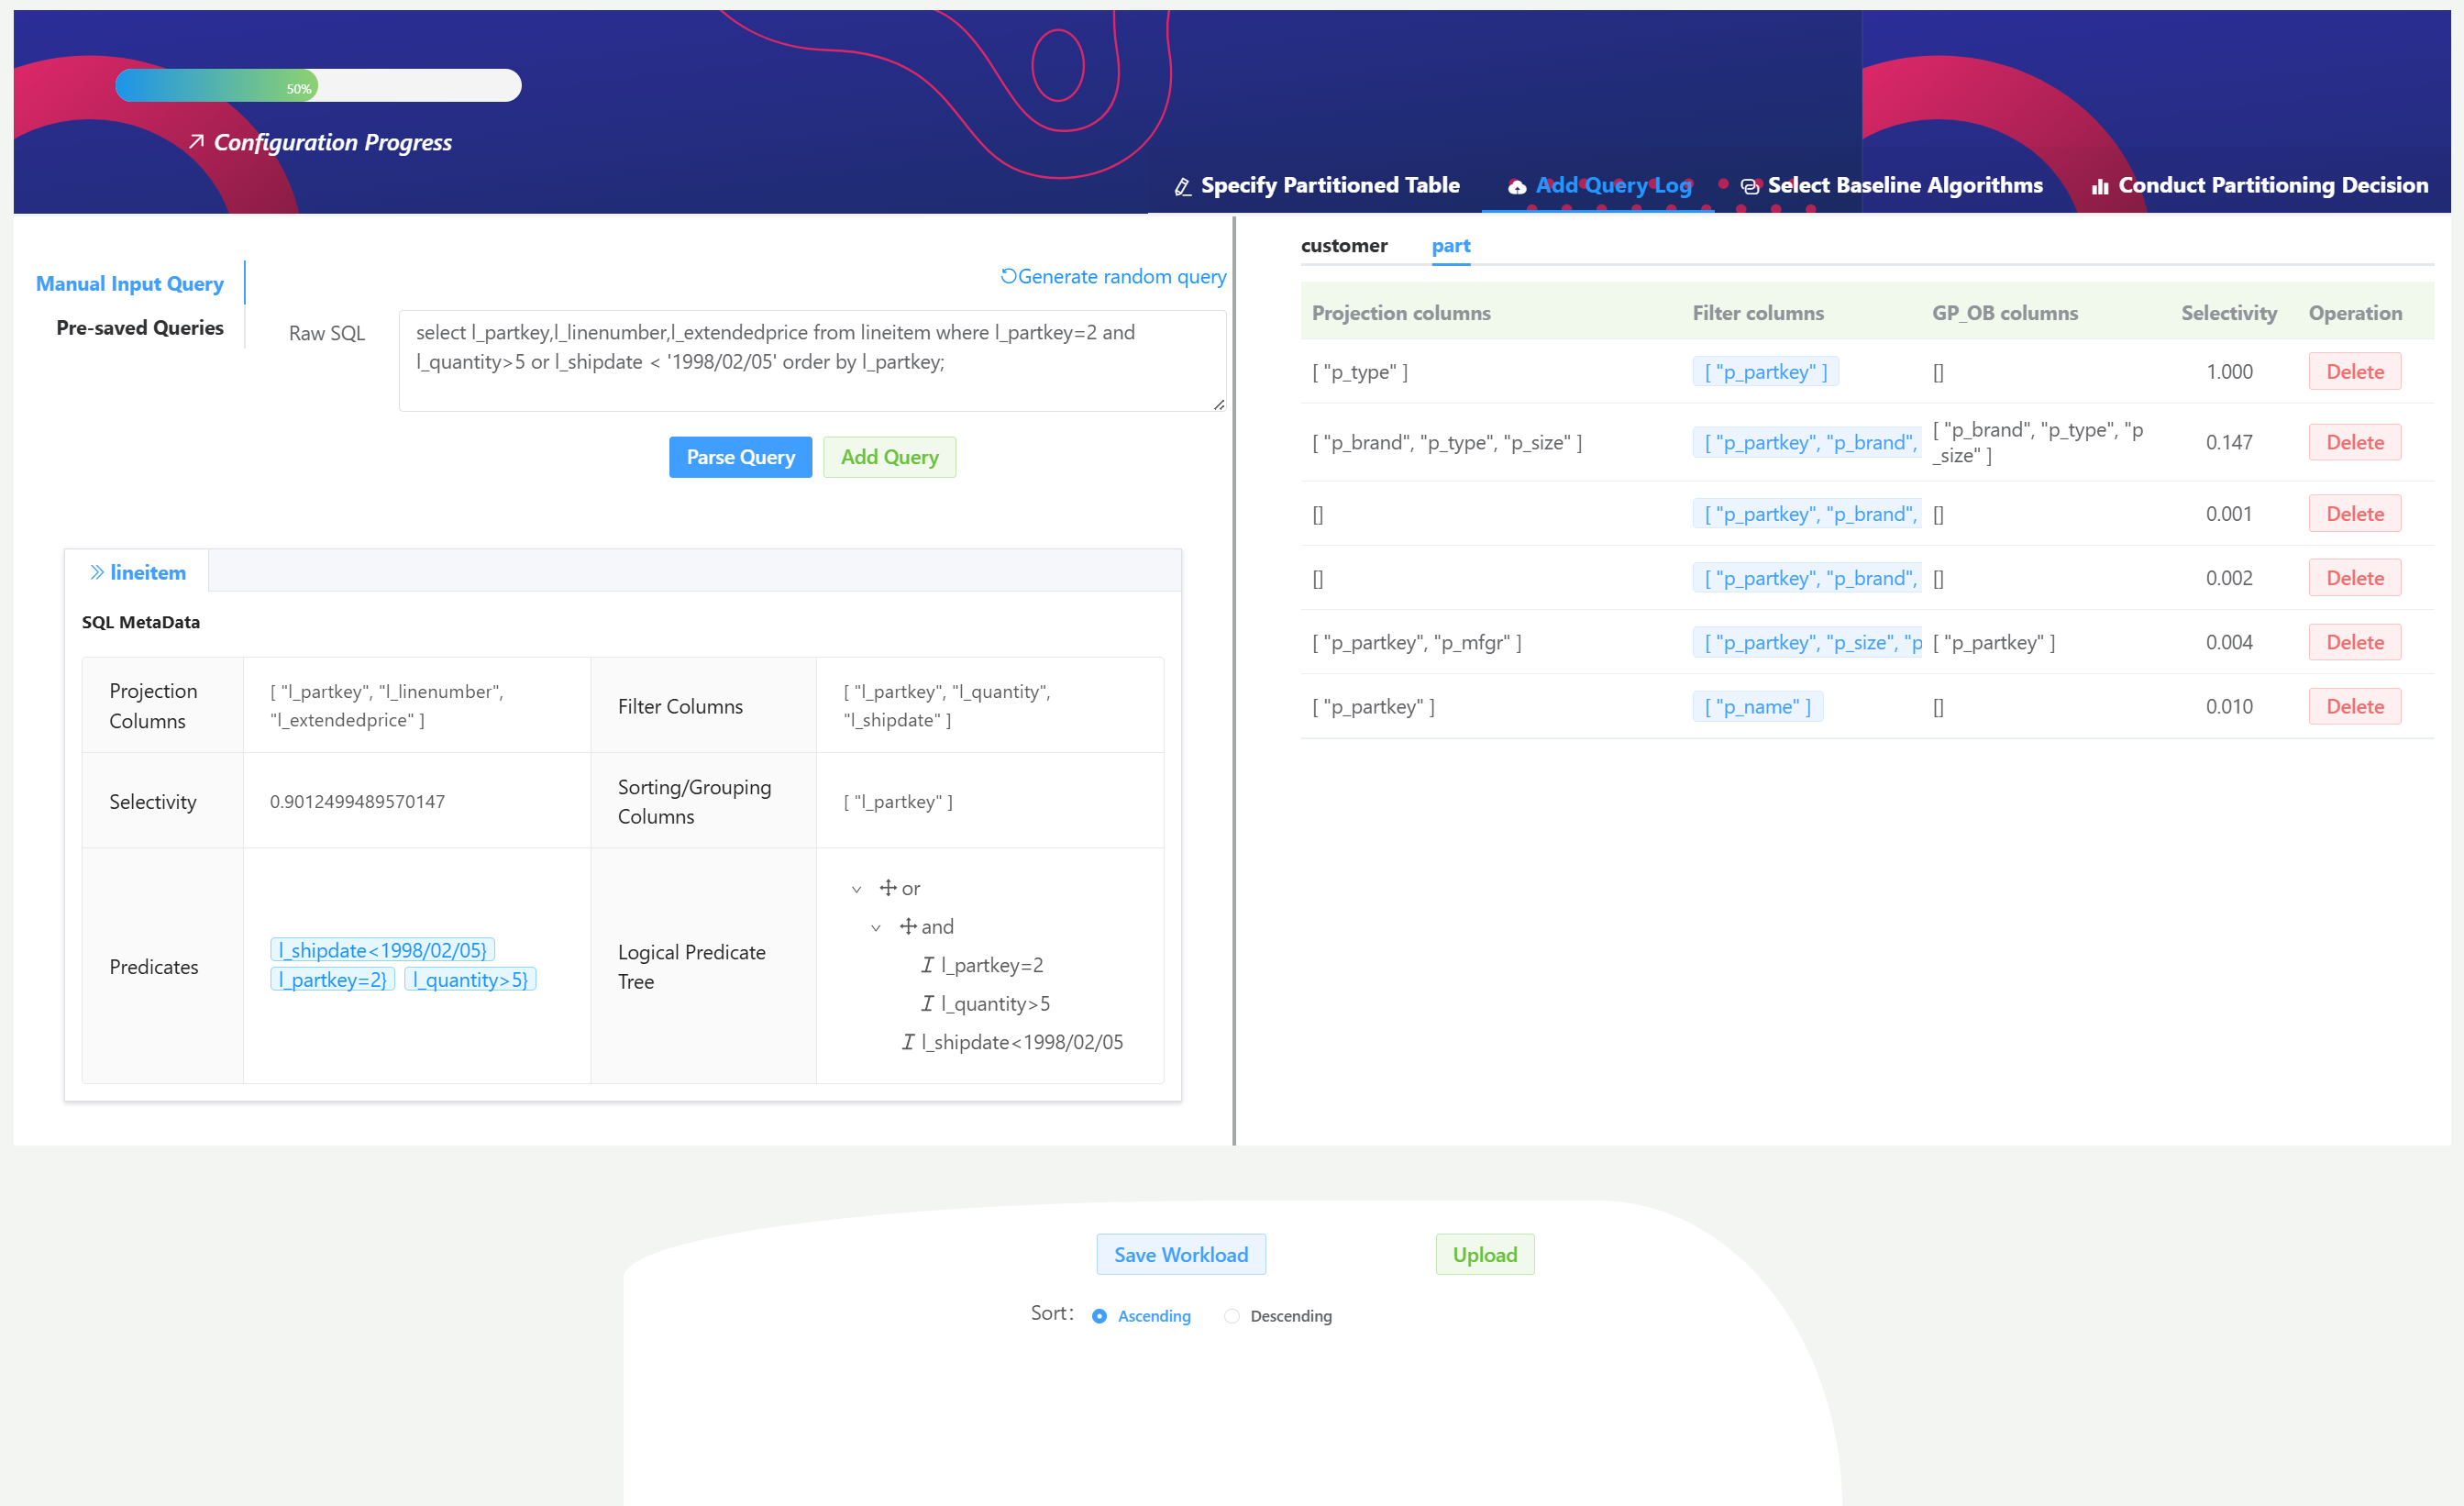 50%
Configuration Progress
Specify Partitioned Table
Add Query Log
Select Baseline Algorithms
Conduct Partitioning Decision
Manual Input Query
Pre-saved Queries
Generate random query
Raw SQL
select l_partkey,l_linenumber,l_extendedprice from lineitem where l_partkey=2 and
l_quantity>5 or l_shipdate < '1998/02/05' order by l_partkey;
Parse Query
Add Query
lineitem
SQL MetaData
Projection
Columns
[ "l_partkey", "l_linenumber",
"l_extendedprice" ]
Filter Columns
[ "l_partkey", "l_quantity",
"l_shipdate" ]
Selectivity
0.9012499489570147
Sorting/Grouping
Columns
[ "l_partkey" ]
Predicates
l_shipdate<1998/02/05}
l_partkey=2} l_quantity>5}
Logical Predicate
Tree
or
and
l_partkey=2
l_quantity>5
l_shipdate<1998/02/05
customer part
Projection columns Filter columns GP_OB columns Selectivity Operation
[ "p_type" ] [ "p_partkey" ] [] 1.000 Delete
[ "p_brand", "p_type", "p_size" ] [ "p_partkey", "p_brand", [ "p_brand", "p_type", "p
_size" ] 0.147 Delete
[] [ "p_partkey", "p_brand", [] 0.001 Delete
[] [ "p_partkey", "p_brand", [] 0.002 Delete
[ "p_partkey", "p_mfgr" ] [ "p_partkey", "p_size", "p [ "p_partkey" ] 0.004 Delete
[ "p_partkey" ] [ "p_name" ] [] 0.010 Delete
Save Workload
Upload
Sort: Ascending Descending